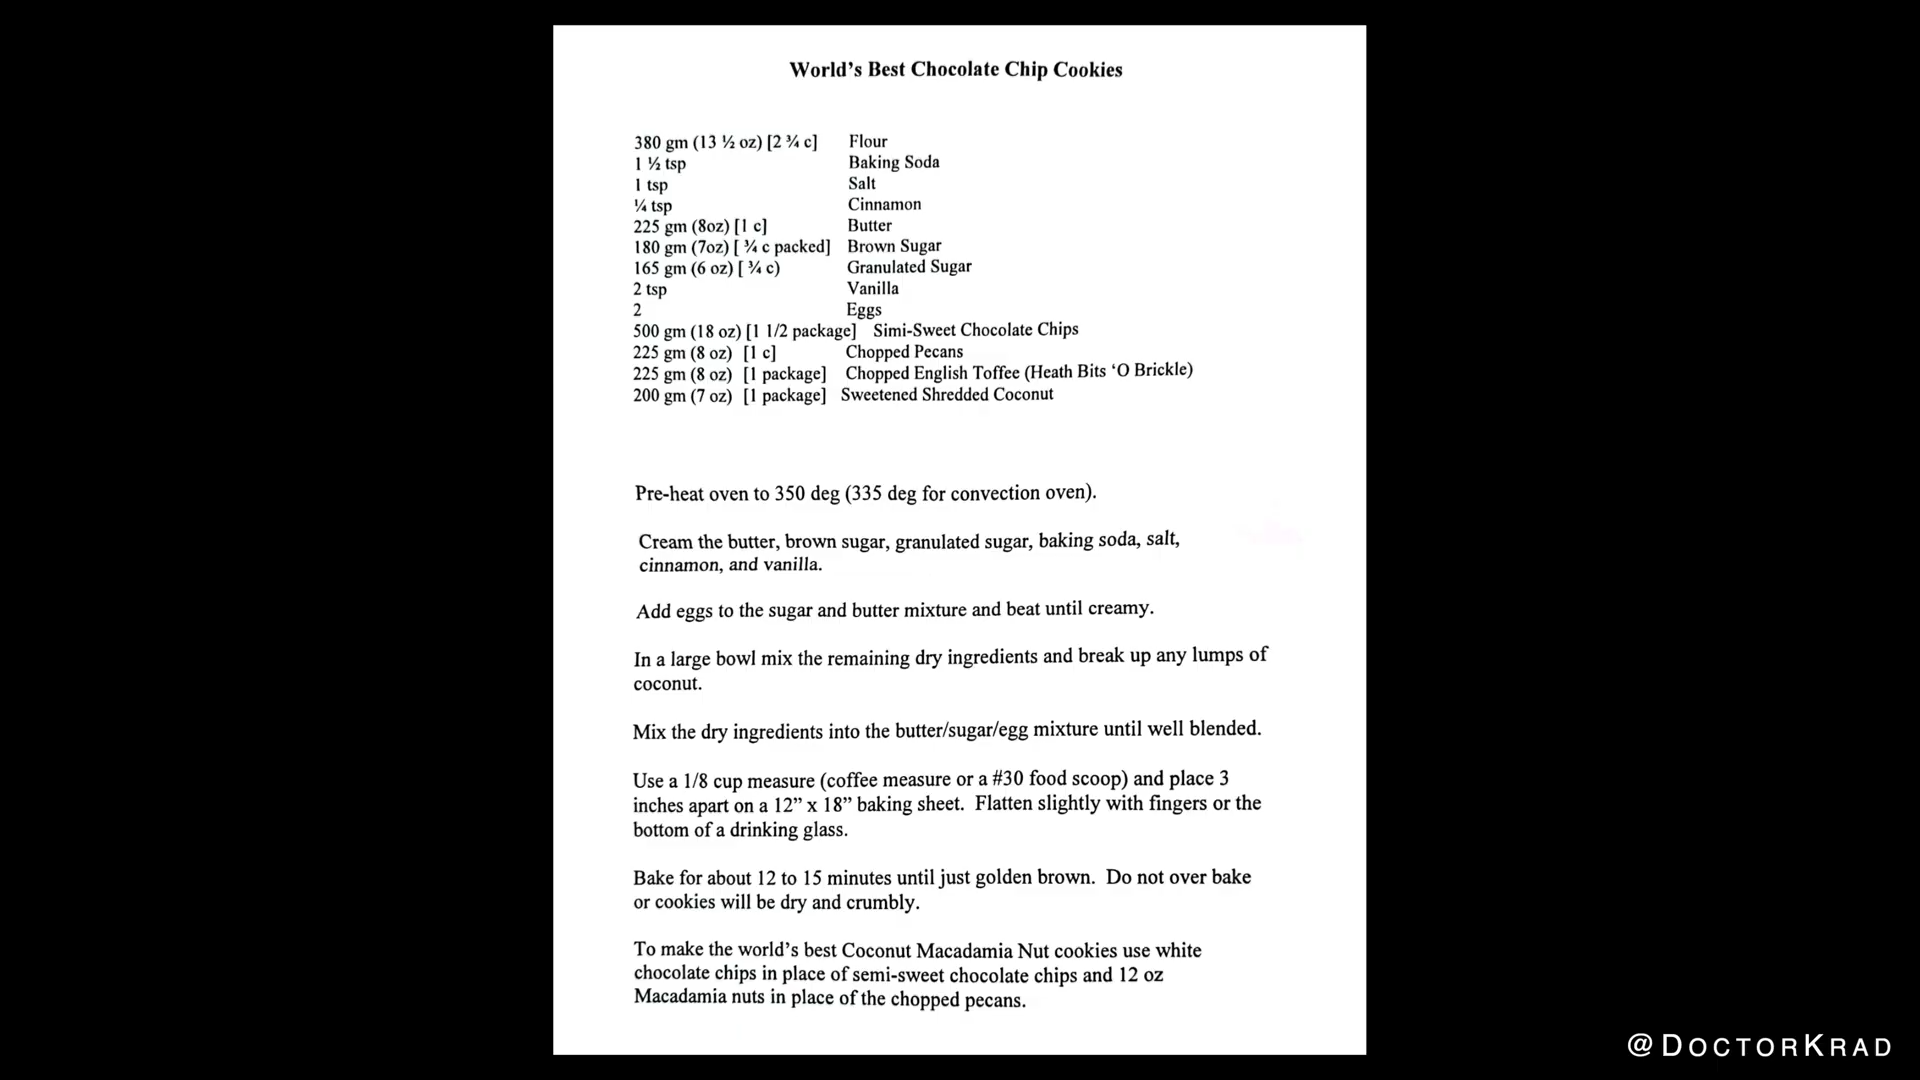 World's Best Chocolate Chip Cookies
380 gm (13 ½ oz) [2 ¾ c] Flour
1 ½ tsp Baking Soda
1 tsp Salt
¼ tsp Cinnamon
225 gm (8oz) [1 c] Butter
180 gm (7oz) [ ¾ c packed] Brown Sugar
165 gm (6 oz) [ ¾ c) Granulated Sugar
2 tsp Vanilla
2 Eggs
500 gm (18 oz) [1 1/2 package] Simi-Sweet Chocolate Chips
225 gm (8 oz) [1 c] Chopped Pecans
225 gm (8 oz) [1 package] Chopped English Toffee (Heath Bits ‘O Brickle)
200 gm (7 oz) [1 package] Sweetened Shredded Coconut
Pre-heat oven to 350 deg (335 deg for convection oven).
Cream the butter, brown sugar, granulated sugar, baking soda, salt,
cinnamon, and vanilla.
Add eggs to the sugar and butter mixture and beat until creamy.
In a large bowl mix the remaining dry ingredients and break up any lumps of
coconut.
Mix the dry ingredients into the butter/sugar/egg mixture until well blended.
Use a 1/8 cup measure (coffee measure or a #30 food scoop) and place 3
inches apart on a 12” x 18” baking sheet. Flatten slightly with fingers or the
bottom of a drinking glass.
Bake for about 12 to 15 minutes until just golden brown. Do not over bake
or cookies will be dry and crumbly.
To make the world's best Coconut Macadamia Nut cookies use white
chocolate chips in place of semi-sweet chocolate chips and 12 oz
Macadamia nuts in place of the chopped pecans.
@DOCTORKRAD